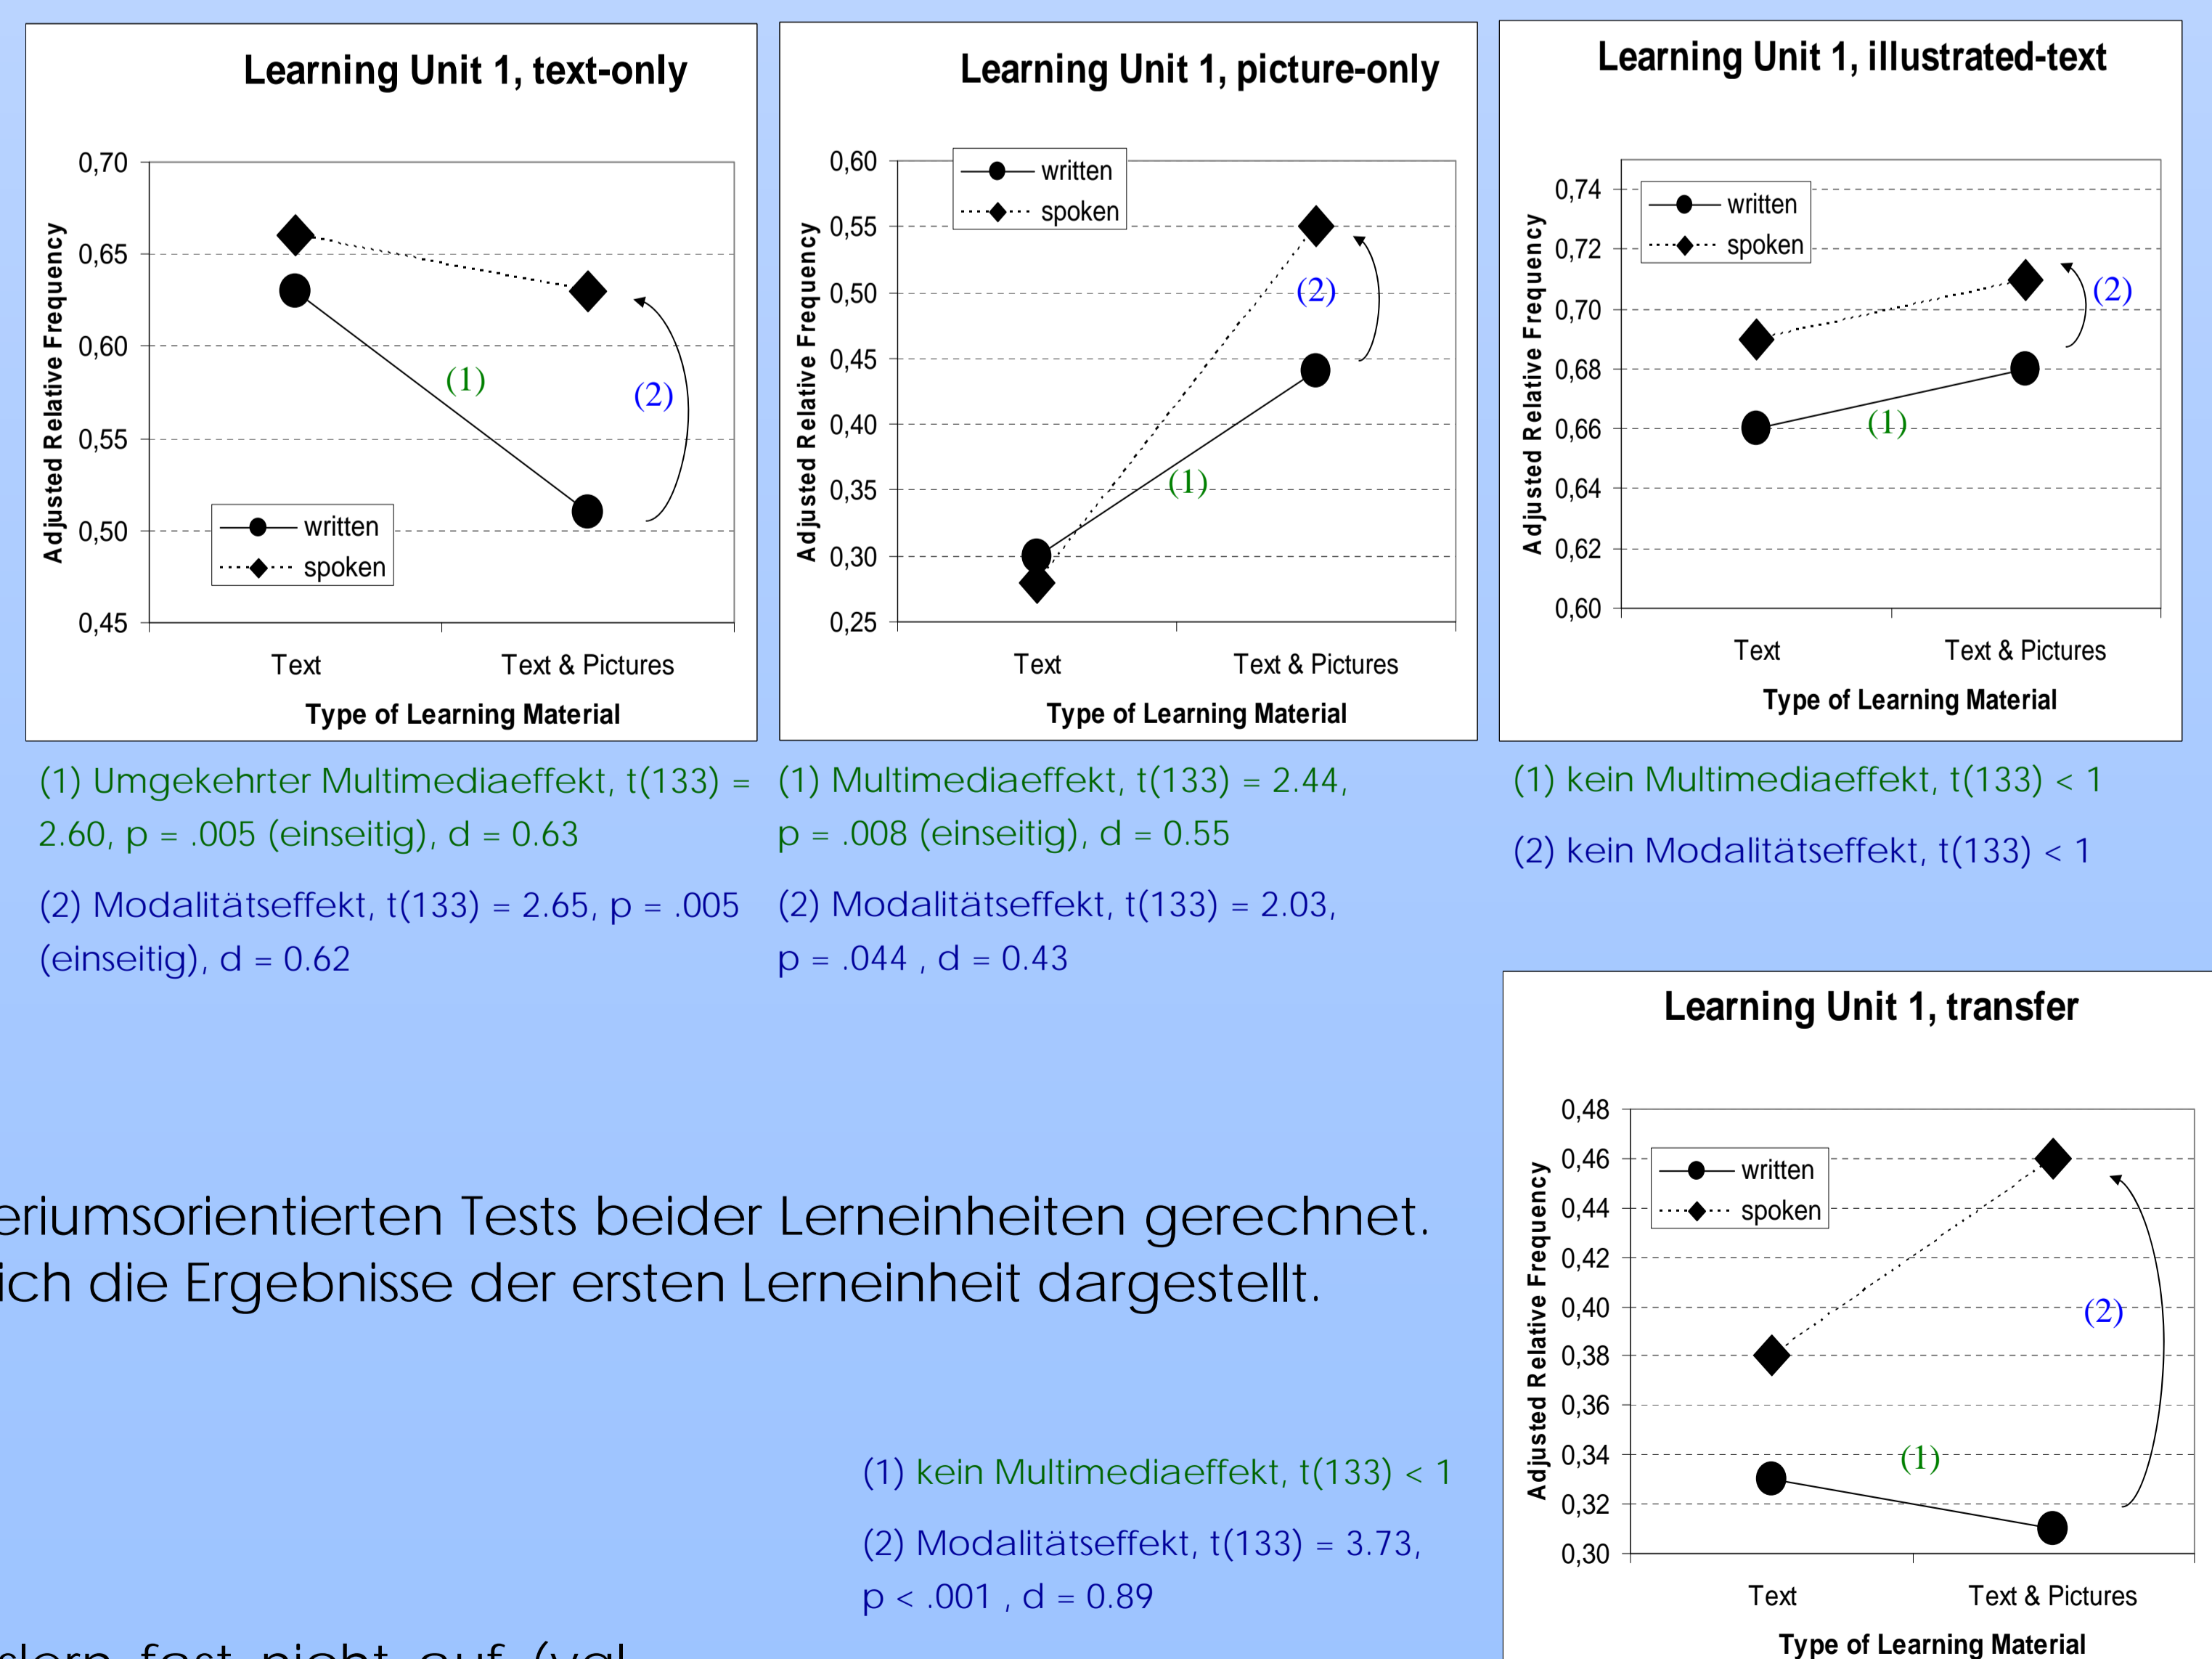 Learning Unit 1, text-only
0,70
0,65
0,60
0,55
0,50
0,45
Adjusted Relative Frequency
(1)
(2)
written
spoken
Text
Text & Pictures
Type of Learning Material
Learning Unit 1, picture-only
0,60
0,55
0,50
0,45
0,40
0,35
0,30
0,25
Adjusted Relative Frequency
written
spoken
(2)
(1)
Text
Text & Pictures
Type of Learning Material
Learning Unit 1, illustrated-text
0,74
0,72
0,70
0,68
0,66
0,64
0,62
0,60
Adjusted Relative Frequency
written
spoken
(2)
(1)
Text
Text & Pictures
Type of Learning Material
(1) Umgekehrter Multimediaeffekt, t(133) =
2.60, p = .005 (einseitig), d = 0.63
(2) Modalitätseffekt, t(133) = 2.65, p = .005
(einseitig), d = 0.62
(1) Multimediaeffekt, t(133) = 2.44,
p = .008 (einseitig), d = 0.55
(2) Modalitätseffekt, t(133) = 2.03,
p = .044 , d = 0.43
(1) kein Multimediaeffekt, t(133) < 1
(2) kein Modalitätseffekt, t(133) < 1
eriumsorientierten Tests beider Lerneinheiten gerechnet.
ich die Ergebnisse der ersten Lerneinheit dargestellt.
(1) kein Multimediaeffekt, t(133) < 1
(2) Modalitätseffekt, t(133) = 3.73,
p < .001 , d = 0.89
Learning Unit 1, transfer
0,48
0,46
0,44
0,42
0,40
0,38
0,36
0,34
0,32
0,30
Adjusted Relative Frequency
written
spoken
(2)
(1)
Text
Text & Pictures
Type of Learning Material
fast nicht auf (vgl